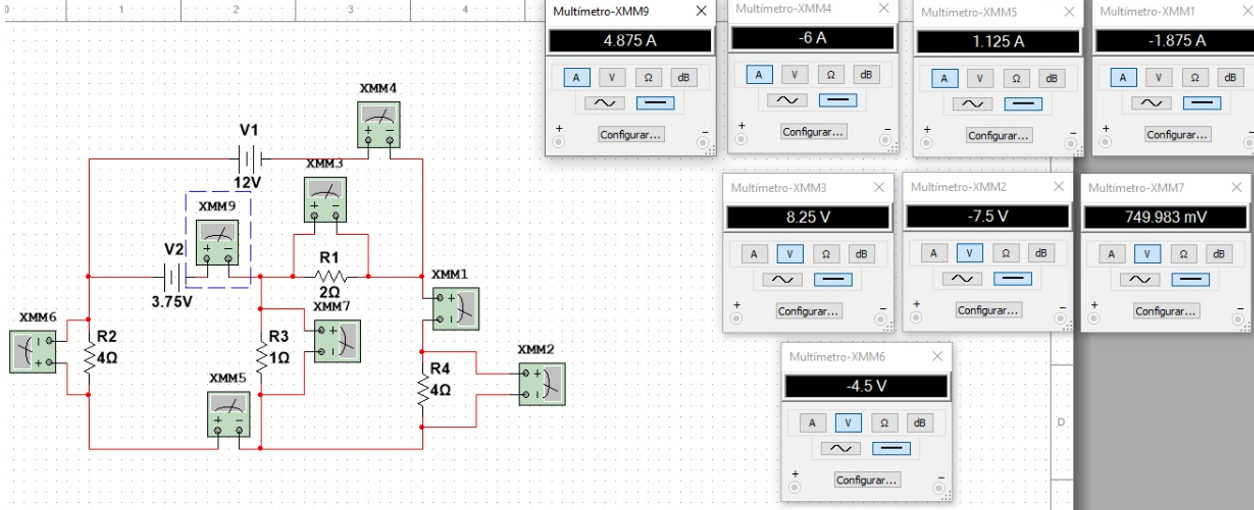 0 1 2 3 4
Multímetro-XMM9 ×
4.875 A
A V Ω dB
+ Configurar... −
Multímetro-XMM4 ×
-6 A
A V Ω dB
+ Configurar... −
Multímetro-XMM5 ×
1.125 A
A V Ω dB
+ Configurar... −
Multímetro-XMM1
-1.875 A
A V Ω dB
+ Configurar... −
Multímetro-XMM3 ×
8.25 V
A V Ω dB
+ Configurar... −
Multímetro-XMM2 ×
-7.5 V
A V Ω dB
+ Configurar... −
Multímetro-XMM7 ×
749.983 mV
A V Ω dB
+ Configurar... −
Multímetro-XMM6 ×
-4.5 V
A V Ω dB
+ Configurar... −
XMM4
V1
12V
XMM3
XMM9
V2
3.75V
R1
2Ω
XMM1
XMM7
XMM6
R2
4Ω
R3
1Ω
XMM2
R4
4Ω
XMM5
D